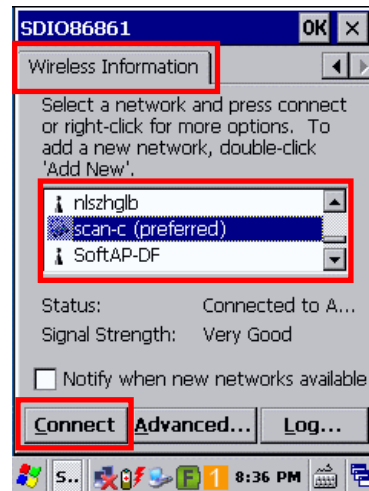 SDIO86861 OK ×
Wireless Information
Select a network and press connect
or right-click for more options. To
add a new network, double-click
'Add New'.
nlszhglb
scan-c (preferred)
SoftAP-DF
Status: Connected to A...
Signal Strength: Very Good
Notify when new networks available
Connect Advanced... Log...
S.. F 1 8:36 PM